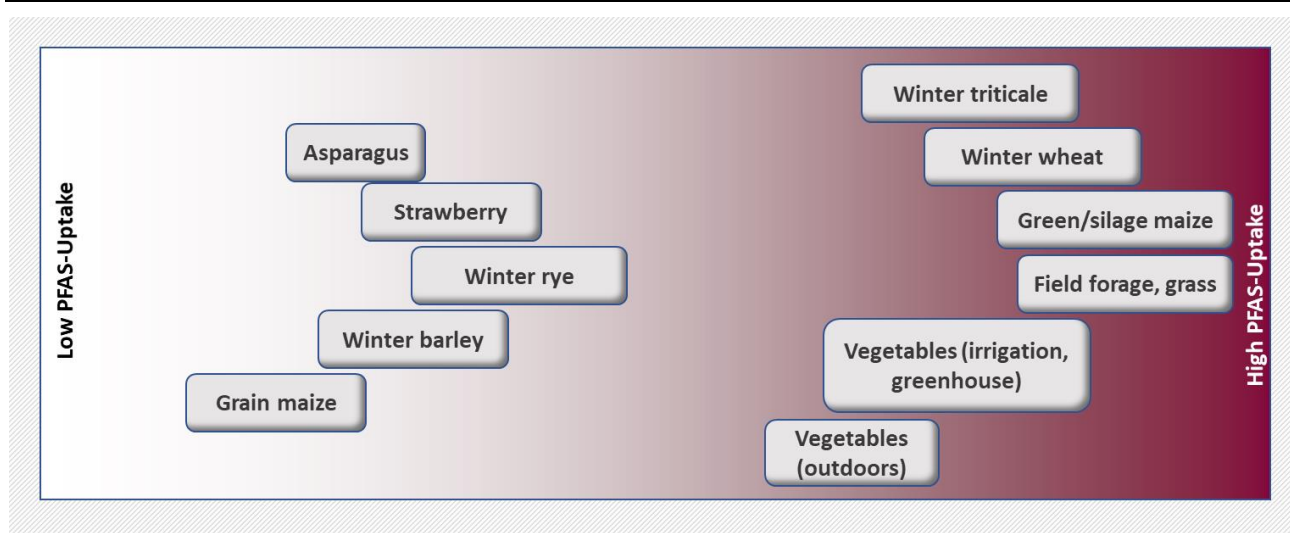 Low PFAS-Uptake
Asparagus
Strawberry
Winter rye
Winter barley
Grain maize
Winter triticale
Winter wheat
Green/silage maize
Field forage, grass
Vegetables (irrigation,
greenhouse)
Vegetables
(outdoors)
High PFAS-Uptake